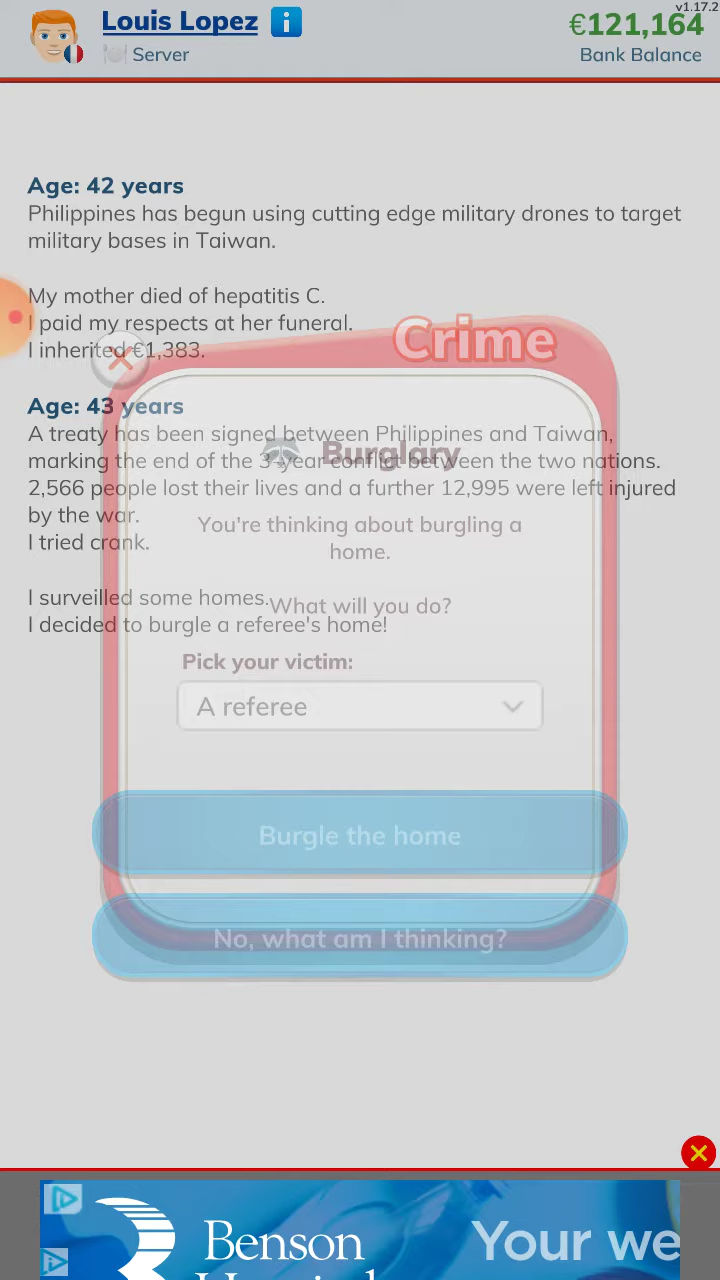 v1.17.2
Louis Lopez
€121,164
Server
Bank Balance
Age: 42 years
Philippines has begun using cutting edge military drones to target
military bases in Taiwan.
My mother died of hepatitis C.
I paid my respects at her funeral.
I inherited €1,383.
Crime
Age: 43 years
A treaty has been signed between Philippines and Taiwan,
marking the end of the 3-year conflict between the two nations.
2,566 people lost their lives and a further 12,995 were left injured
by the war.
I tried crank.
I surveilled some homes.
I decided to burgle a referee's home!
Burglary
You're thinking about burgling a
home.
What will you do?
Pick your victim:
A referee
Burgle the home
No, what am I thinking?
Benson
Your we